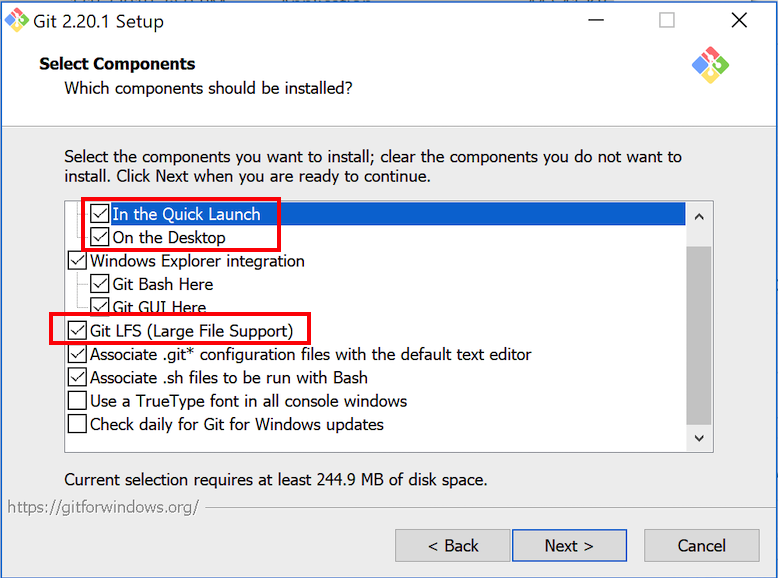 Git 2.20.1 Setup
Select Components
Which components should be installed?
Select the components you want to install; clear the components you do not want to
install. Click Next when you are ready to continue.
In the Quick Launch
On the Desktop
Windows Explorer integration
Git Bash Here
Git GUI Here
Git LFS (Large File Support)
Associate .git* configuration files with the default text editor
Associate .sh files to be run with Bash
Use a TrueType font in all console windows
Check daily for Git for Windows updates
Current selection requires at least 244.9 MB of disk space.
https://gitforwindows.org/
< Back
Next >
Cancel